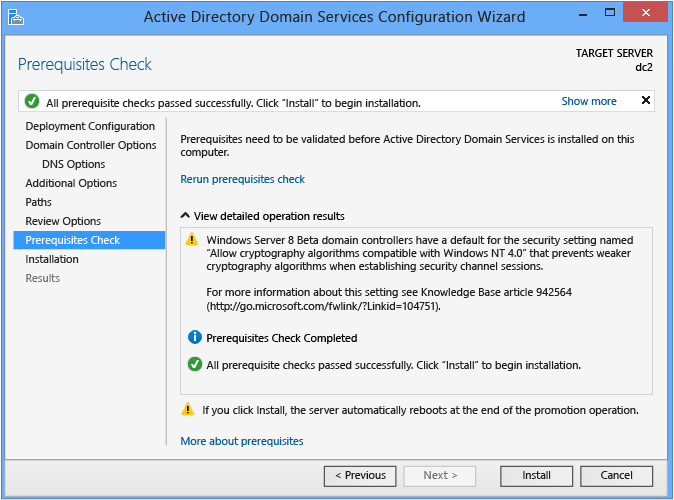 Active Directory Domain Services Configuration Wizard
Prerequisites Check
TARGET SERVER
dc2
All prerequisite checks passed successfully. Click "Install" to begin installation.
Show more
Deployment Configuration
Domain Controller Options
DNS Options
Additional Options
Paths
Review Options
Prerequisites Check
Installation
Results
Prerequisites need to be validated before Active Directory Domain Services is installed on this
computer.
Rerun prerequisites check
View detailed operation results
Windows Server 8 Beta domain controllers have a default for the security setting named
"Allow cryptography algorithms compatible with Windows NT 4.0" that prevents weaker
cryptography algorithms when establishing security channel sessions.
For more information about this setting see Knowledge Base article 942564
(http://go.microsoft.com/fwlink/?Linkid=104751).
Prerequisites Check Completed
All prerequisite checks passed successfully. Click "Install" to begin installation.
If you click Install, the server automatically reboots at the end of the promotion operation.
More about prerequisites
< Previous
Next >
Install
Cancel